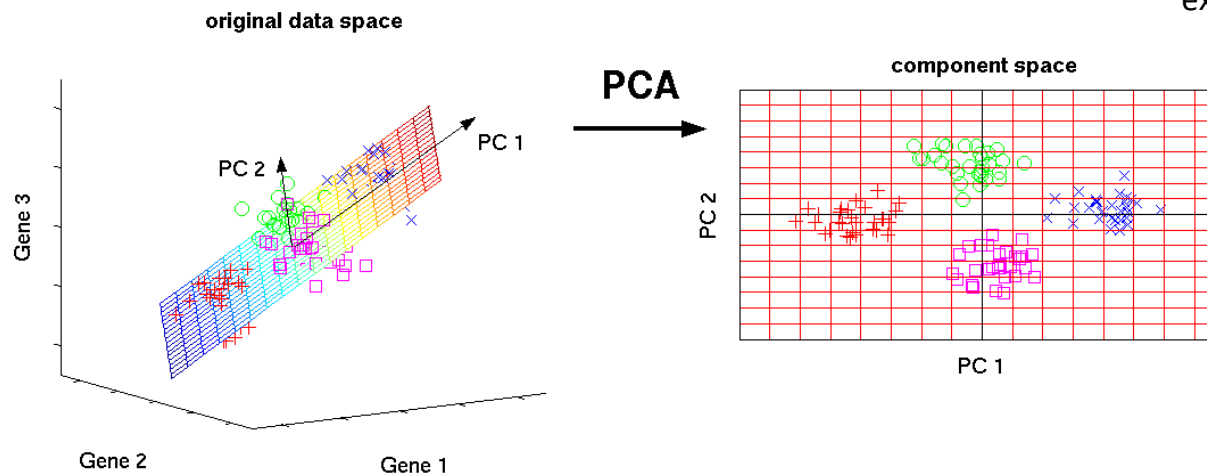 original data space
PC 1
PC 2
Gene 3
Gene 2
Gene 1
PCA
component space
PC 2
PC 1